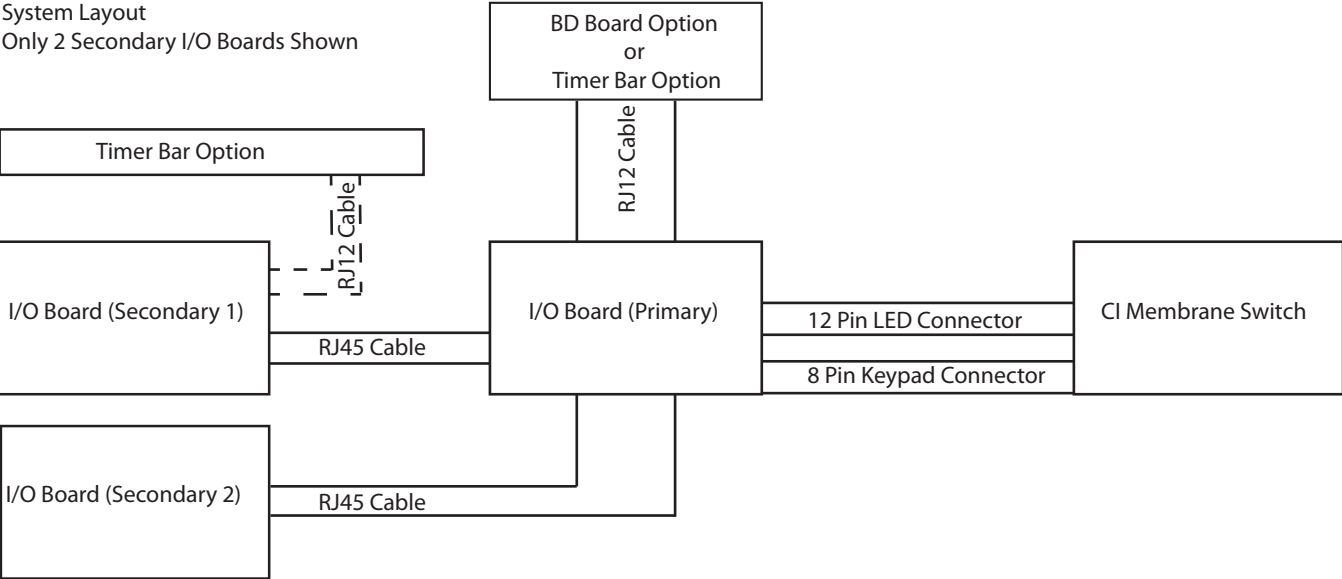 System Layout
Only 2 Secondary I/O Boards Shown
BD Board Option
or
Timer Bar Option
RJ12 Cable
Timer Bar Option
RJ12 Cable
I/O Board (Secondary 1)
RJ45 Cable
I/O Board (Primary)
12 Pin LED Connector
8 Pin Keypad Connector
CI Membrane Switch
I/O Board (Secondary 2)
RJ45 Cable